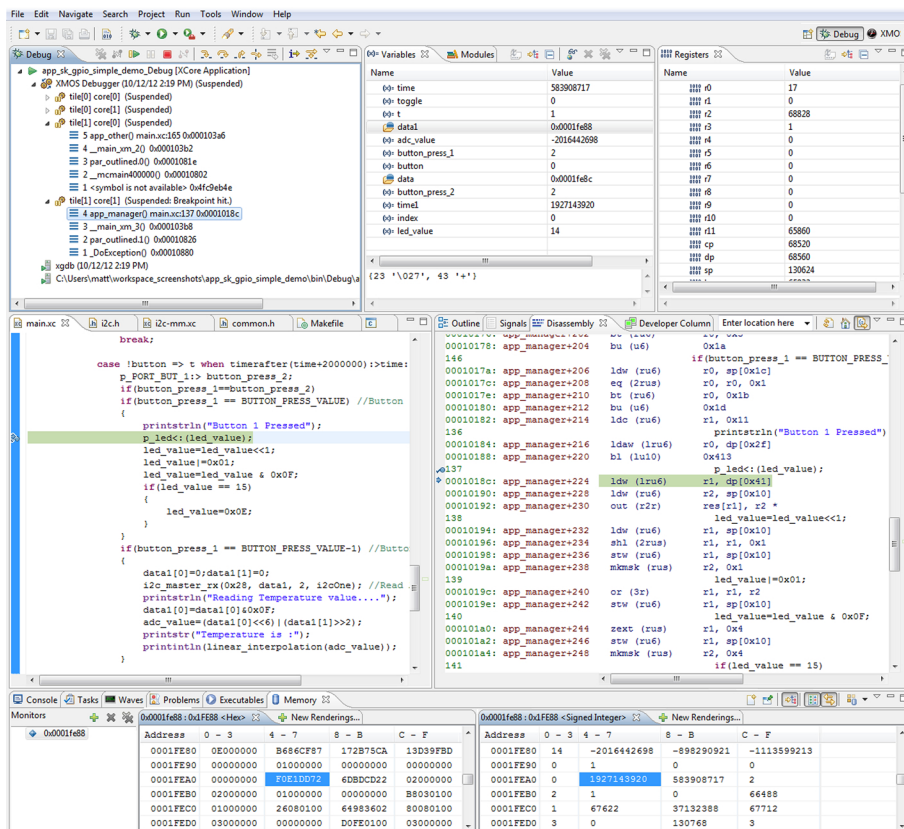 File Edit Navigate Search Project Run Tools Window Help
Debug XMO
Debug
app_sk_gpio_simple_demo_Debug [XCore Application]
XMOS Debugger (10/12/12 2:19 PM) (Suspended)
tile[0] core[0] (Suspended)
tile[0] core[1] (Suspended)
tile[1] core[0] (Suspended)
5 app_other() main.xc:165 0x000103a6
4 __main_xm_2() 0x000103b2
3 par_outlined.0() 0x0001081e
2 __mcmain400000() 0x00010802
1 <symbol is not available> 0x4fc9eb4e
tile[1] core[1] (Suspended: Breakpoint hit.)
4 app_manager() main.xc:137 0x0001018c
3 __main_xm_3() 0x000103b8
2 par_outlined.1() 0x00010826
1 _DoException() 0x00010880
xgdb (10/12/12 2:19 PM)
C:\Users\matt\workspace_screenshots\app_sk_gpio_simple_demo\bin\Debug\a
(x)= Variables Modules
Name Value
(x)= time 583908717
(x)= toggle 0
(x)= t 1
data1 0x0001fe88
(x)= adc_value -2016442698
(x)= button_press_1 2
(x)= button 0
data 0x0001fe8c
(x)= button_press_2 2
(x)= time1 1927143920
(x)= index 0
(x)= led_value 14
{23 '\027', 43 '+'}
Registers
Name Value
r0 17
r1 0
r2 68828
r3 1
r4 0
r5 0
r6 0
r7 0
r8 0
r9 0
r10 0
r11 65860
cp 68520
dp 68560
sp 130624
main.xc i2c.h i2c-mm.xc common.h Makefile
break;
case !button => t when timerafter(time+2000000):>time:
p_PORT_BUT_1:> button_press_2;
if(button_press_1==button_press_2)
if(button_press_1 == BUTTON_PRESS_VALUE) //Button
{
printstrln("Button 1 Pressed");
p_led<:(led_value);
led_value=led_value<<1;
led_value|=0x01;
led_value=led_value & 0x0F;
if(led_value == 15)
{
led_value=0x0E;
}
}
if(button_press_1 == BUTTON_PRESS_VALUE-1) //Butto
{
data1[0]=0;data1[1]=0;
i2c_master_rx(0x28, data1, 2, i2cOne); //Read
printstrln("Reading Temperature value....");
data1[0]=data1[0]&0x0F;
adc_value=(data1[0]<<6)|(data1[1]>>2);
printstr("Temperature is :");
printintln(linear_interpolation(adc_value));
}
Outline Signals Disassembly Developer Column Enter location here
00010178: app_manager+204 bu (u6) 0x1a
146 if(button_press_1 == BUTTON_PRESS_
0001017a: app_manager+206 ldw (ru6) r0, sp[0x1c]
0001017c: app_manager+208 eq (2rus) r0, r0, 0x1
0001017e: app_manager+210 bt (ru6) r0, 0x1b
00010180: app_manager+212 bu (u6) 0x1d
00010182: app_manager+214 ldc (ru6) r1, 0x11
136 printstrln("Button 1 Pressed")
00010184: app_manager+216 ldaw (lru6) r0, dp[0x2f]
00010188: app_manager+220 bl (lu10) 0x413
137 p_led<:(led_value);
0001018c: app_manager+224 ldw (lru6) r1, dp[0x41]
00010190: app_manager+228 ldw (ru6) r2, sp[0x10]
00010192: app_manager+230 out (r2r) res[r1], r2 *
138 led_value=led_value<<1;
00010194: app_manager+232 ldw (ru6) r1, sp[0x10]
00010196: app_manager+234 shl (2rus) r1, r1, 0x1
00010198: app_manager+236 stw (ru6) r1, sp[0x10]
0001019a: app_manager+238 mkmsk (rus) r2, 0x1
139 led_value|=0x01;
0001019c: app_manager+240 or (3r) r1, r1, r2
0001019e: app_manager+242 stw (ru6) r1, sp[0x10]
140 led_value=led_value & 0x0F;
000101a0: app_manager+244 zext (rus) r1, 0x4
000101a2: app_manager+246 stw (ru6) r1, sp[0x10]
000101a4: app_manager+248 mkmsk (rus) r2, 0x4
141 if(led_value == 15)
Console Tasks Waves Problems Executables Memory
Monitors
0x0001fe88
0x0001fe88 : 0x1FE88 <Hex> New Renderings...
Address 0 - 3 4 - 7 8 - B C - F
0001FE80 0E000000 B686CF87 172B75CA 13D39FBD
0001FE90 00000000 01000000 00000000 00000000
0001FEA0 00000000 F0E1DD72 6DBDCD22 02000000
0001FEB0 02000000 01000000 00000000 B8030100
0001FEC0 01000000 26080100 64983602 80080100
0001FED0 03000000 00000000 D0FE0100 03000000
0x0001fe88 : 0x1FE88 <Signed Integer> New Renderings...
Address 0 - 3 4 - 7 8 - B C - F
0001FE80 14 -2016442698 -898290921 -1113599213
0001FE90 0 1 0 0
0001FEA0 0 1927143920 583908717 2
0001FEB0 2 1 0 66488
0001FEC0 1 67622 37132388 67712
0001FED0 3 0 130768 3